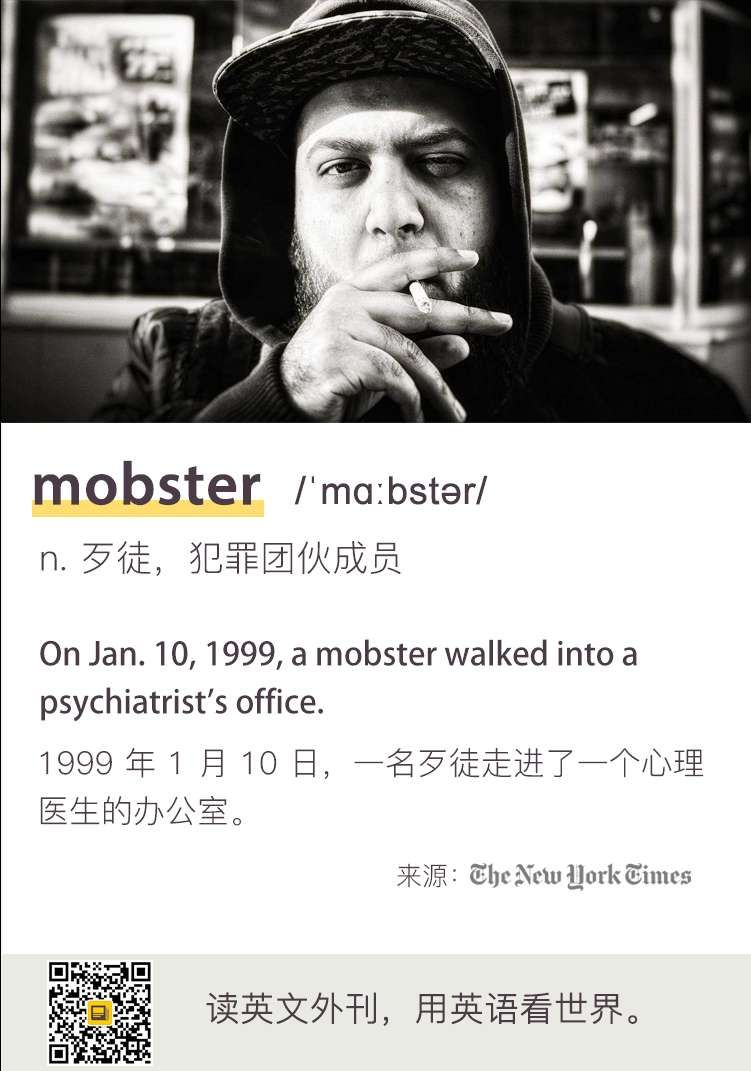 mobster /ˈmɑːbstər/
n. 歹徒，犯罪团伙成员
On Jan. 10, 1999, a mobster walked into a
psychiatrist’s office.
1999 年 1 月 10 日，一名歹徒走进了一个心理
医生的办公室。
来源：The New York Times
读英文外刊，用英语看世界。